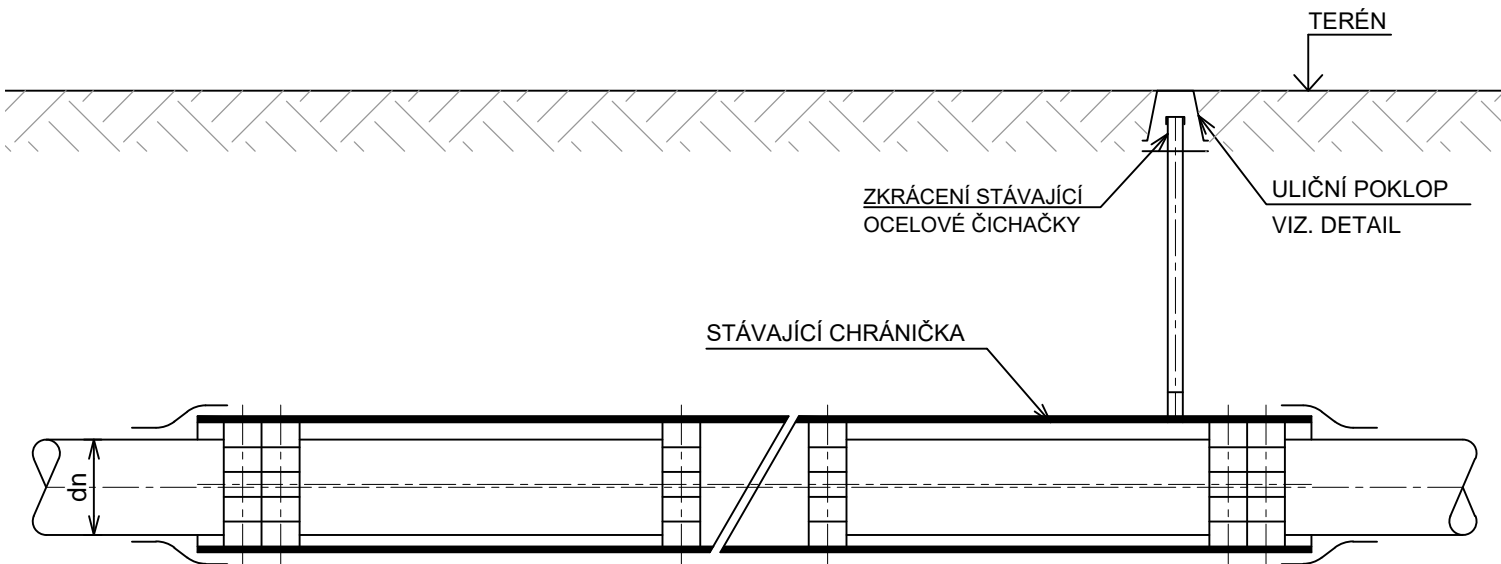 TERÉN
ZKRÁCENÍ STÁVAJÍCÍ
OCELOVÉ ČICHAČKY
ULIČNÍ POKLOP
VIZ. DETAIL
STÁVAJÍCÍ CHRÁNIČKA
dn